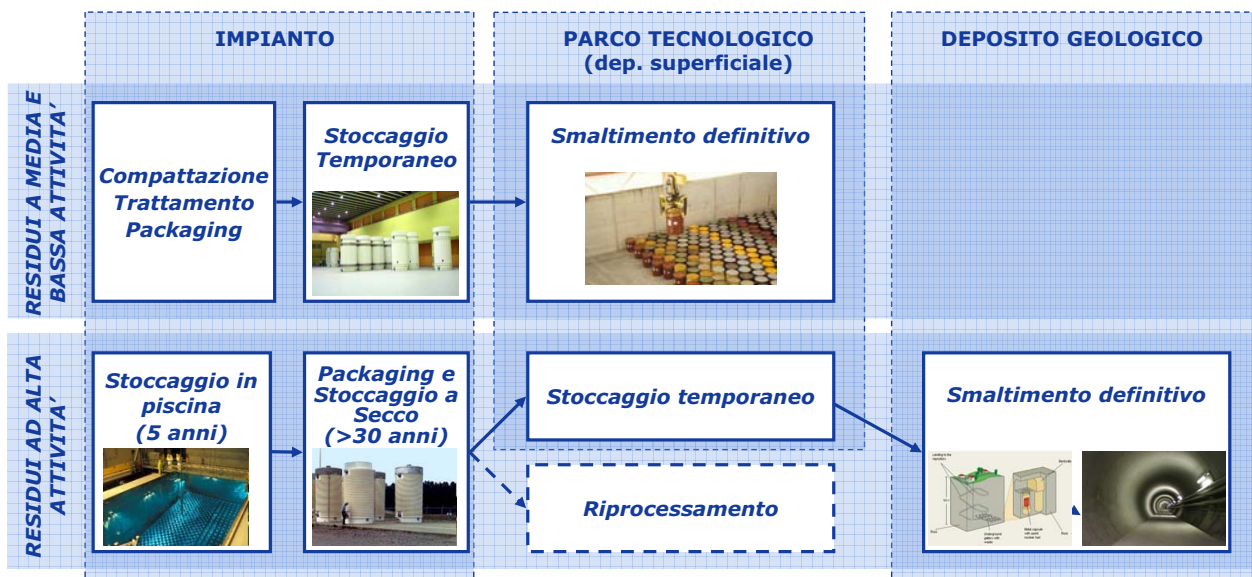 IMPIANTO
PARCO TECNOLOGICO
(dep. superficiale)
DEPOSITO GEOLOGICO
RESIDUI A MEDIA E
BASSA ATTIVITA’
Compattazione
Trattamento
Packaging
Stoccaggio
Temporaneo
Smaltimento definitivo
RESIDUI AD ALTA
ATTIVITA’
Stoccaggio in
piscina
(5 anni)
Packaging e
Stoccaggio a
Secco
(>30 anni)
Stoccaggio temporaneo
Riprocessamento
Smaltimento definitivo